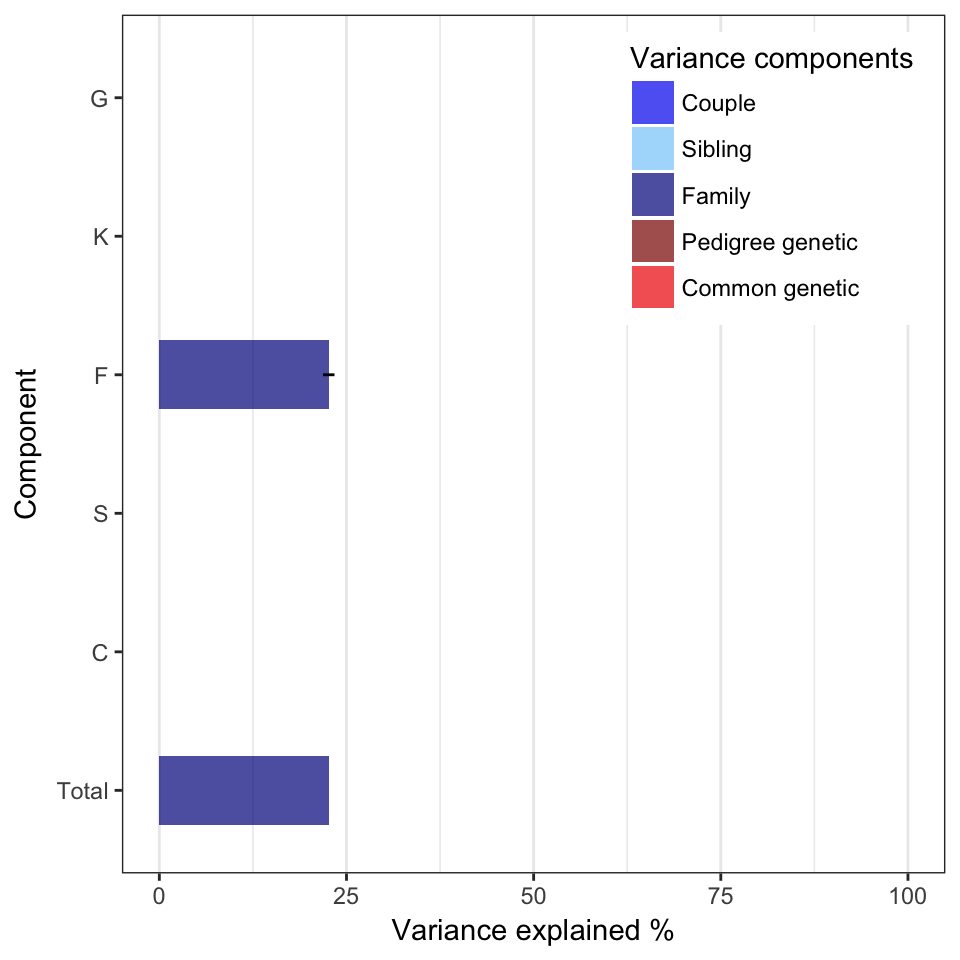 Variance components
Couple
Sibling
Family
Pedigree genetic
Common genetic
G
K
F
S
C
Total
Component
0 25 50 75 100
Variance explained %